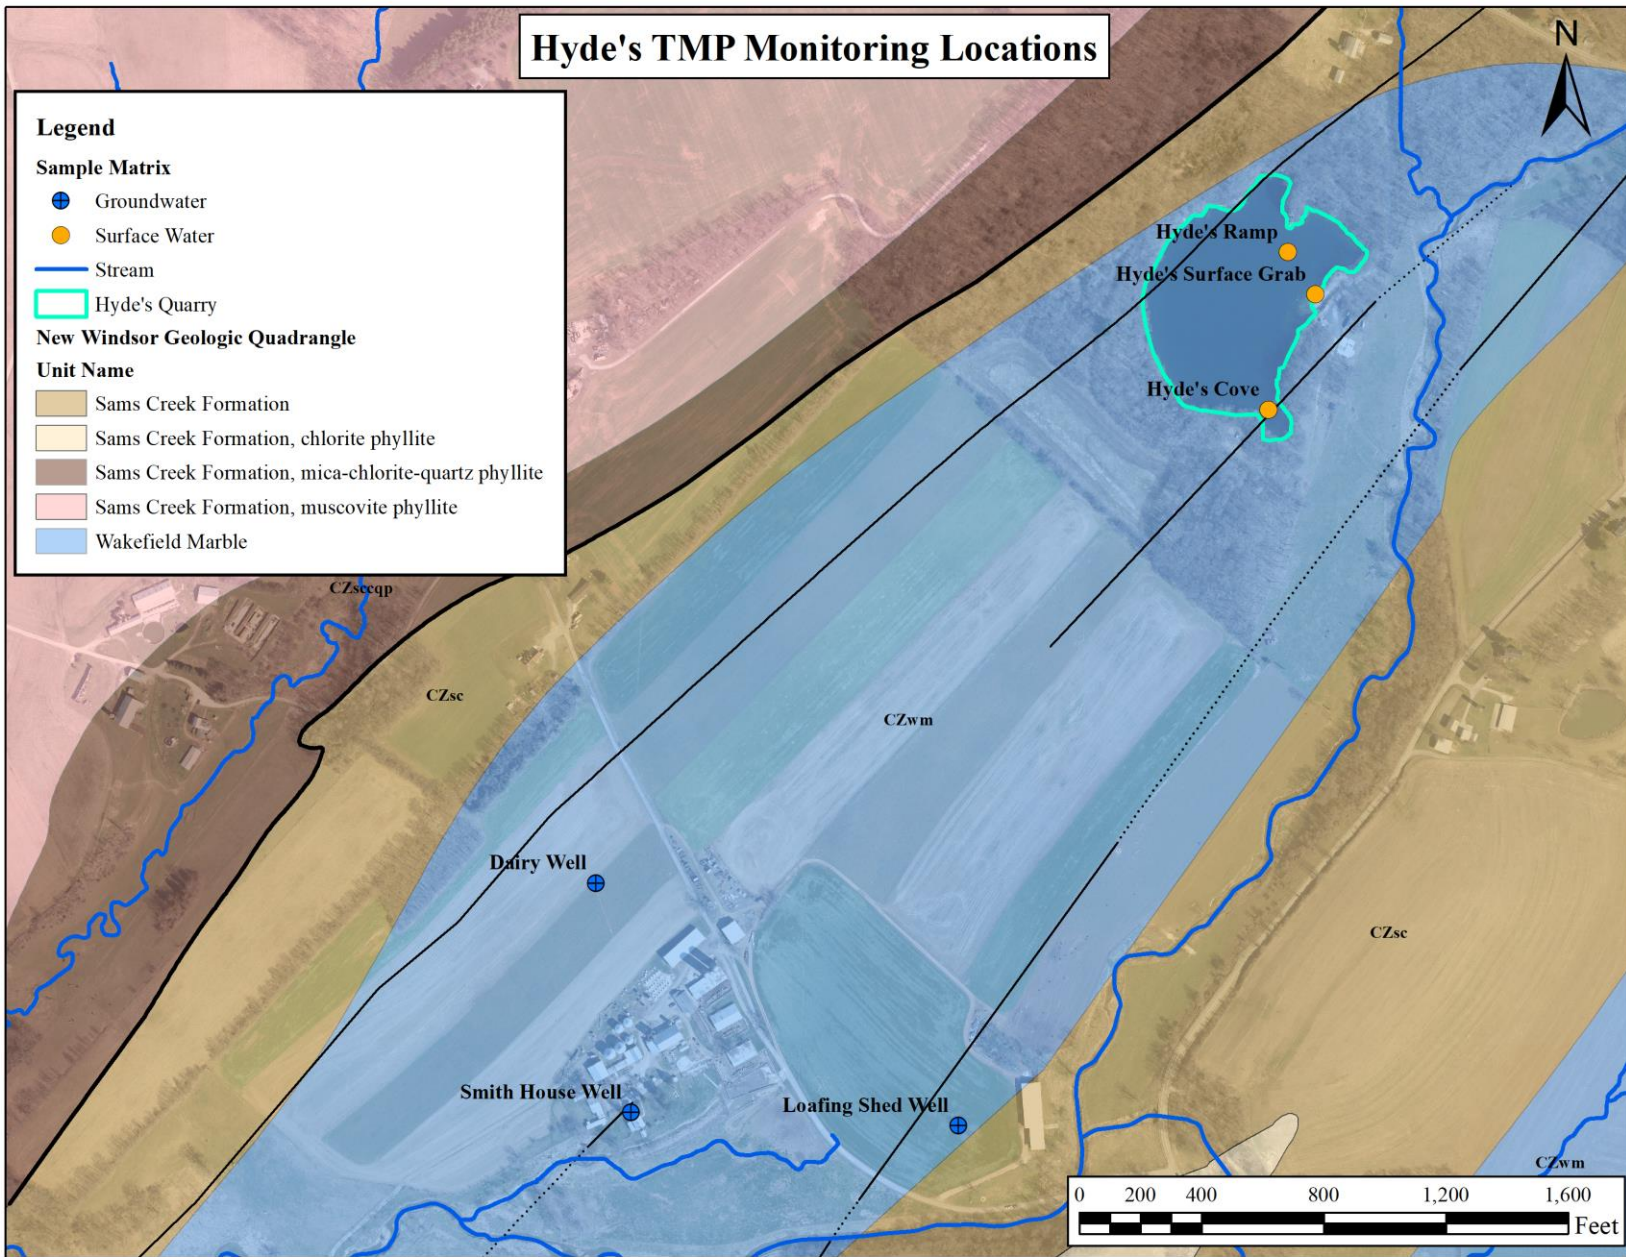 Hyde's TMP Monitoring Locations
N
Legend
Sample Matrix
Groundwater
Surface Water
Stream
Hyde's Quarry
New Windsor Geologic Quadrangle
Unit Name
Sams Creek Formation
Sams Creek Formation, chlorite phyllite
Sams Creek Formation, mica-chlorite-quartz phyllite
Sams Creek Formation, muscovite phyllite
Wakefield Marble
Hyde's Ramp
Hyde's Surface Grab
Hyde's Cove
CZsccqp
CZsc
CZwm
Dairy Well
CZsc
Smith House Well
Loafing Shed Well
CZwm
0 200 400 800 1,200 1,600
Feet